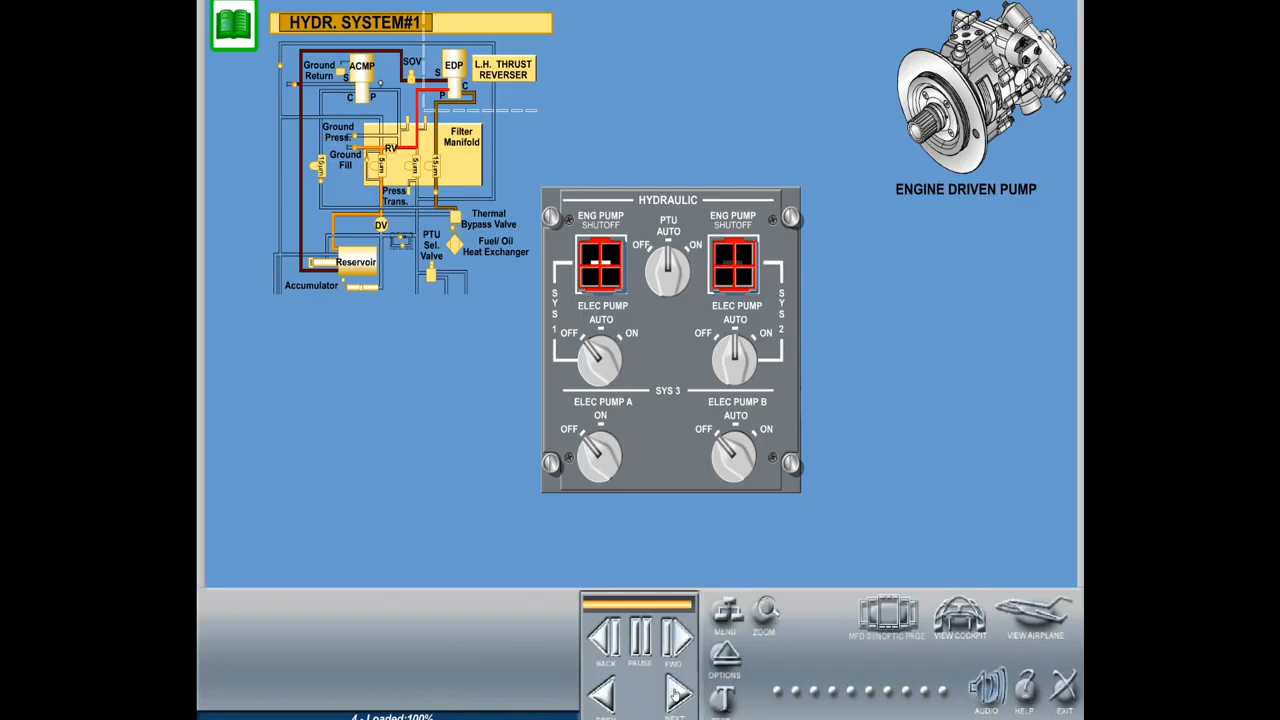 HYDR. SYSTEM#1
Ground
Return
ACMP
S
C
P
SOV
EDP
S
C
P
L.H. THRUST
REVERSER
Ground
Press.
Ground
Fill
RV
Filter
Manifold
15µm
5µm
5µm
15µm
Press
Trans.
DV
PTU
Sel.
Valve
Thermal
Bypass Valve
Fuel/ Oil
Heat Exchanger
Reservoir
Accumulator
ENGINE DRIVEN PUMP
HYDRAULIC
ENG PUMP
SHUTOFF
PTU
AUTO
OFF
ON
ENG PUMP
SHUTOFF
SYS 1
SYS 2
ELEC PUMP
AUTO
OFF
ON
ELEC PUMP
AUTO
OFF
ON
SYS 3
ELEC PUMP A
ON
OFF
ELEC PUMP B
AUTO
OFF
ON
BACK
PAUSE
FWD
MENU
ZOOM
OPTIONS
MFD SYNOPTIC PAGE
VIEW COCKPIT
VIEW AIRPLANE
AUDIO
HELP
EXIT
4 - Loaded:100%